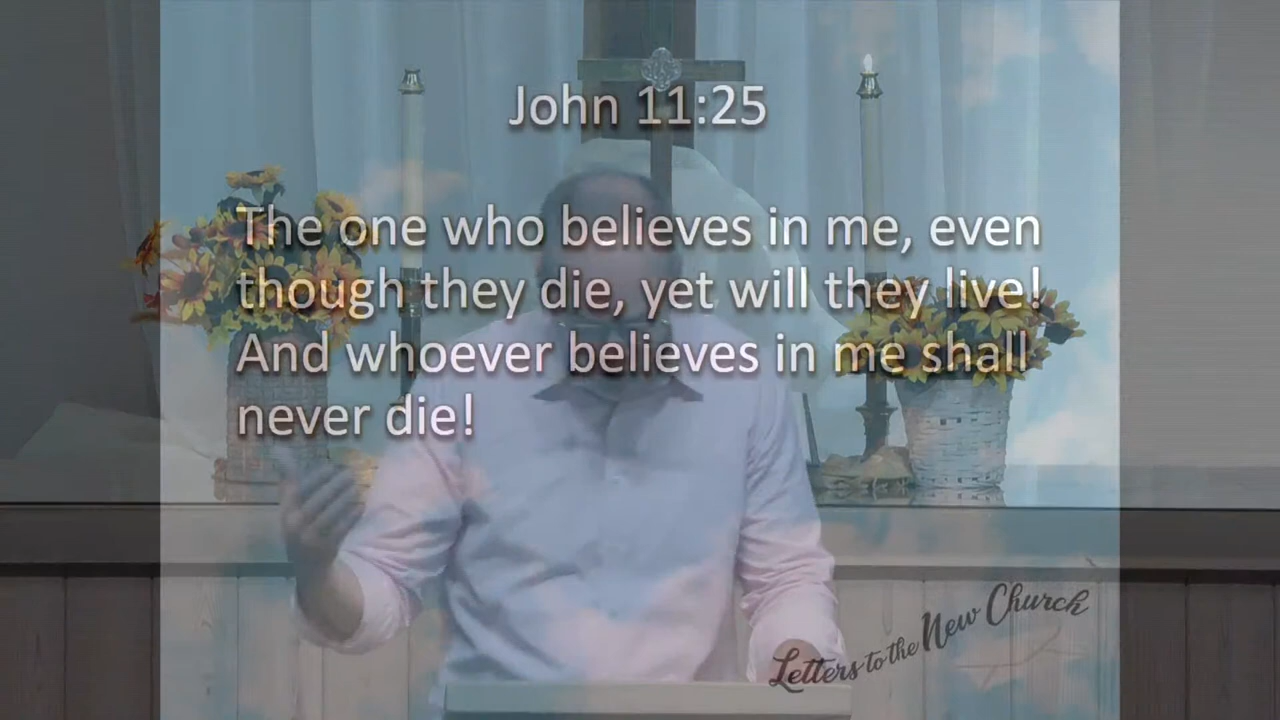 John 11:25
The one who believes in me, even
though they die, yet will they live!
And whoever believes in me shall
never die!
Letters to the New Church